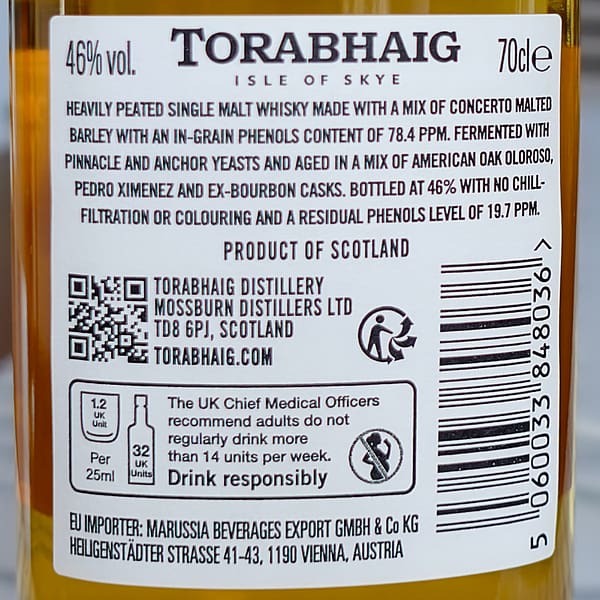 46% vol.
TORABHAIG
70cl e
ISLE OF SKYE
HEAVILY PEATED SINGLE MALT WHISKY MADE WITH A MIX OF CONCERTO MALTED
BARLEY WITH AN IN-GRAIN PHENOLS CONTENT OF 78.4 PPM. FERMENTED WITH
PINNACLE AND ANCHOR YEASTS AND AGED IN A MIX OF AMERICAN OAK OLOROSO,
PEDRO XIMENEZ AND EX-BOURBON CASKS. BOTTLED AT 46% WITH NO CHILL-
FILTRATION OR COLOURING AND A RESIDUAL PHENOLS LEVEL OF 19.7 PPM.
PRODUCT OF SCOTLAND
TORABHAIG DISTILLERY
MOSSBURN DISTILLERS LTD
TD8 6PJ, SCOTLAND
TORABHAIG.COM
1.2
UK
Unit
Per
25ml
32
UK
Units
The UK Chief Medical Officers
recommend adults do not
regularly drink more
than 14 units per week.
Drink responsibly
EU IMPORTER: MARUSSIA BEVERAGES EXPORT GMBH & Co KG
HEILIGENSTÄDTER STRASSE 41-43, 1190 VIENNA, AUSTRIA
5 060033 848036 >